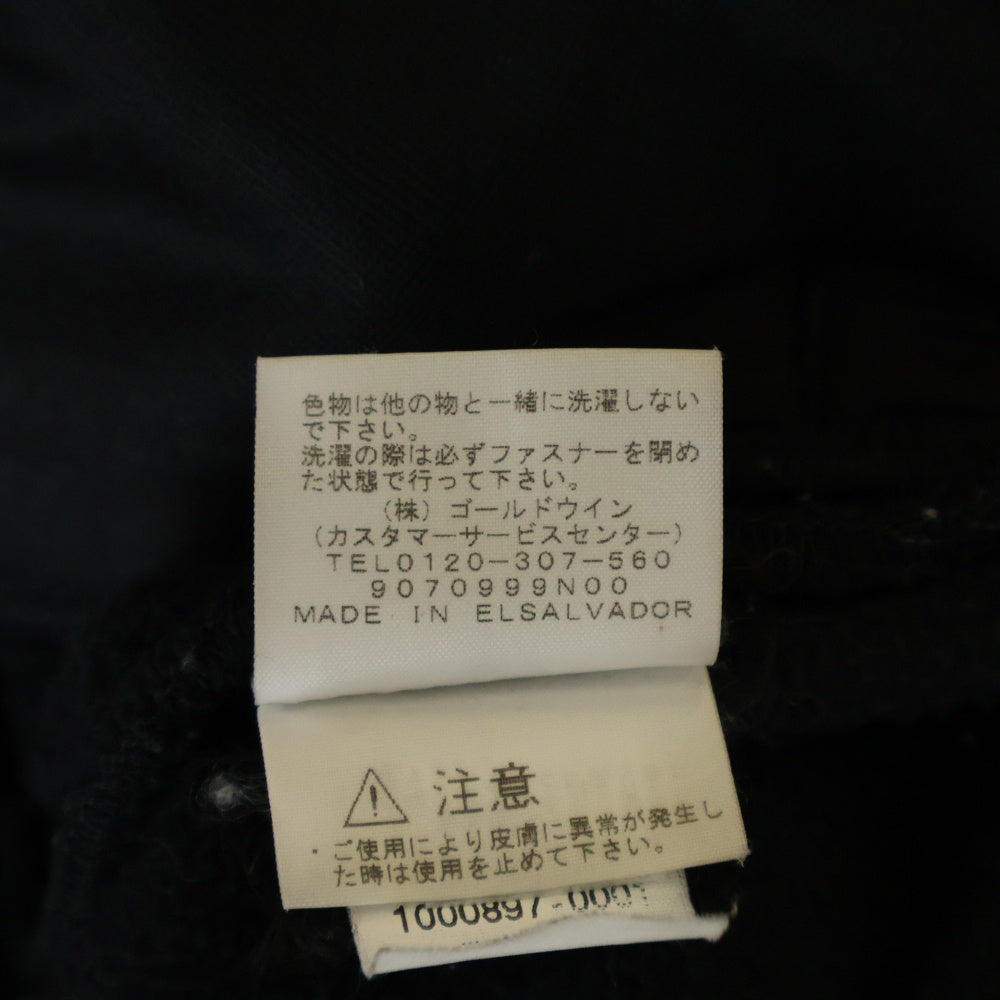 色物は他の物と一緒に洗濯しない
で下さい。
洗濯の際は必ずファスナーを閉め
た状態で行って下さい。
(株)ゴールドウイン
(カスタマーサービスセンター)
TEL0120-307-560
9070999N00
MADE IN ELSALVADOR
注意
・ご使用により皮膚に異常が発生し
た時は使用を止めて下さい。
1000897-0001